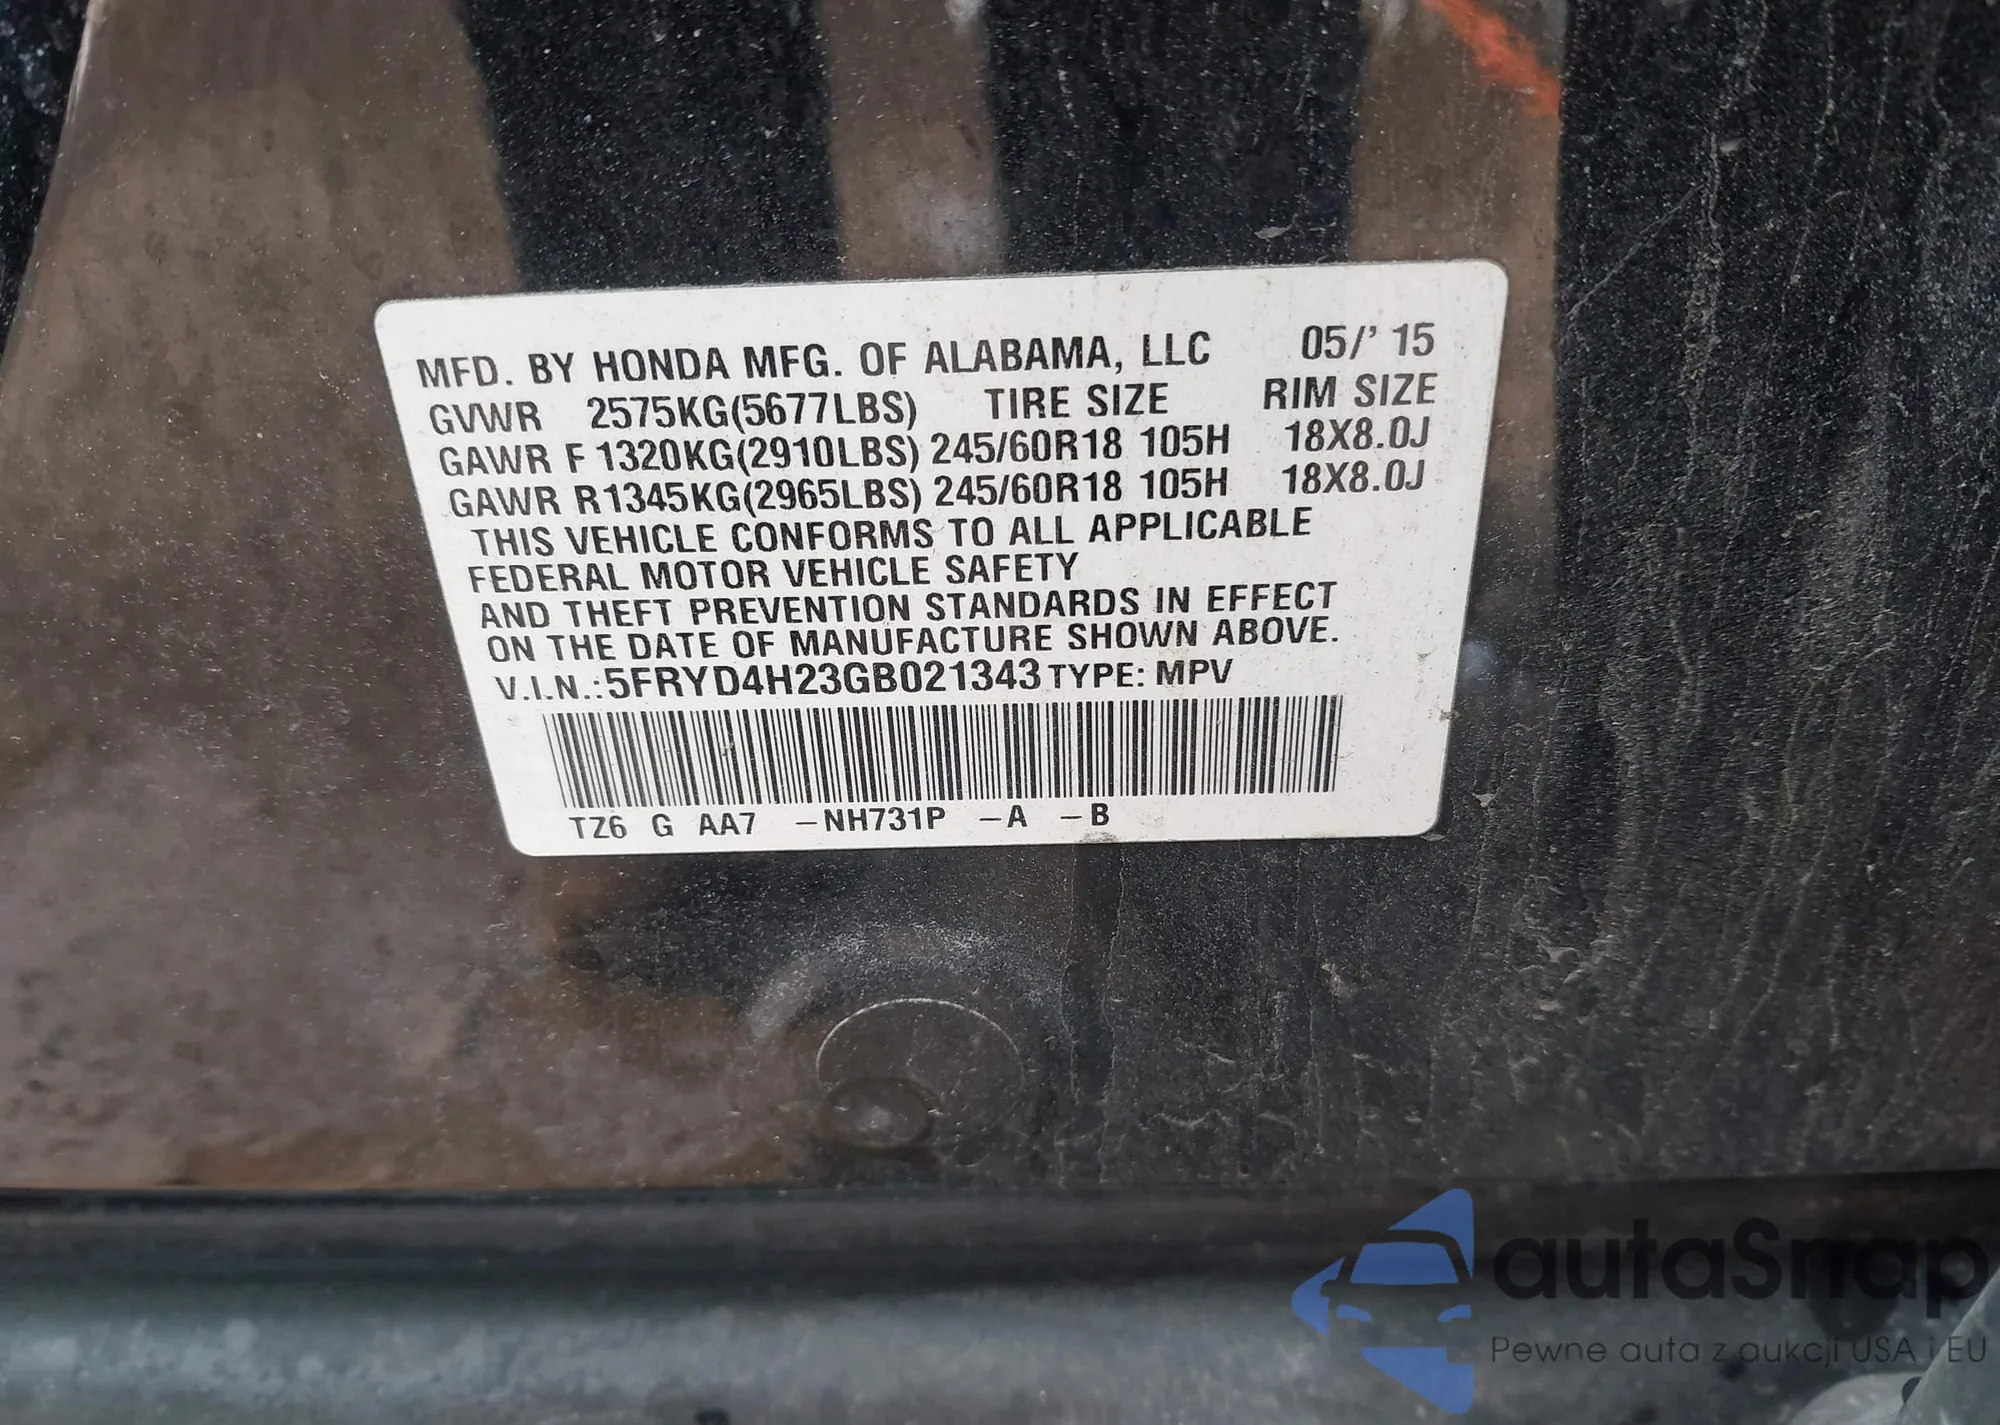 MFD. BY HONDA MFG. OF ALABAMA, LLC 05/' 15
GVWR 2575KG(5677LBS) TIRE SIZE RIM SIZE
GAWR F 1320KG(2910LBS) 245/60R18 105H 18X8.0J
GAWR R1345KG(2965LBS) 245/60R18 105H 18X8.0J
THIS VEHICLE CONFORMS TO ALL APPLICABLE
FEDERAL MOTOR VEHICLE SAFETY
AND THEFT PREVENTION STANDARDS IN EFFECT
ON THE DATE OF MANUFACTURE SHOWN ABOVE.
V.I.N.:5FRYD4H23GB021343 TYPE: MPV
TZ6 G AA7 –NH731P –A –B
autaSnap
Pewne auta z aukcji USA i EU